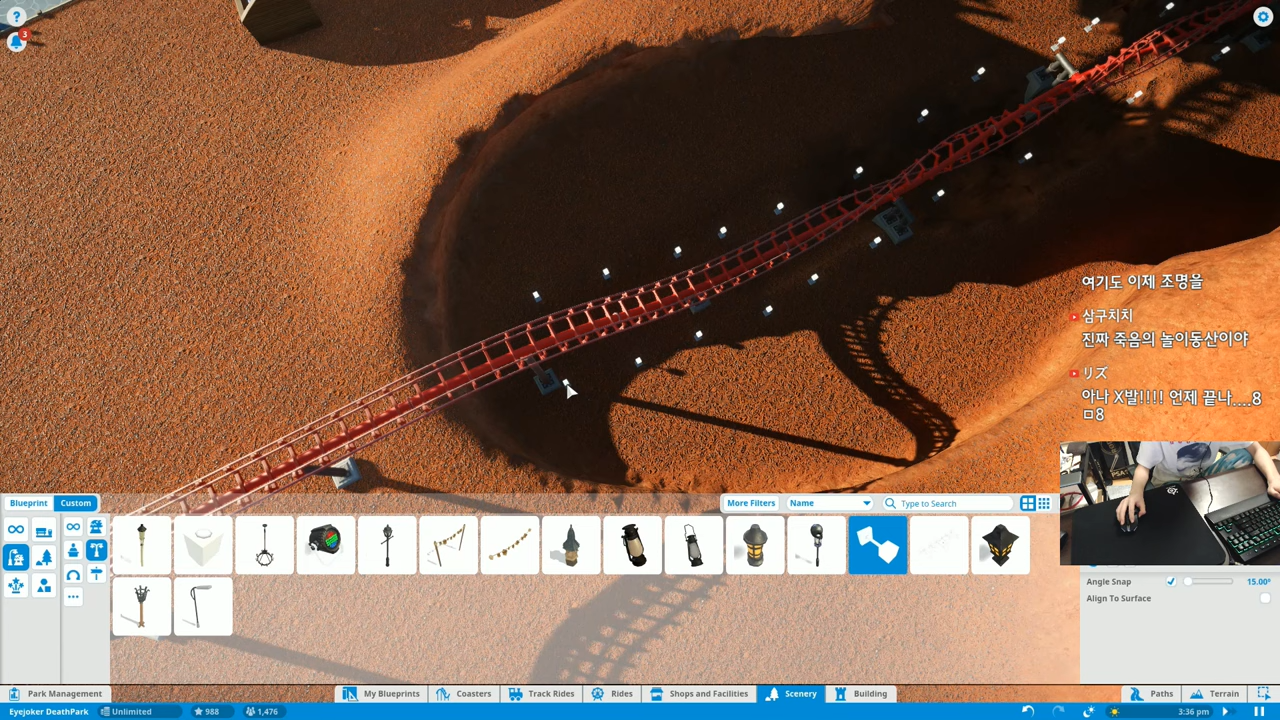 ?
3
여기도 이제 조명을
삼구치치
진짜 죽음의 놀이동산이야
リズ
아나 X발!!!! 언제 끝나....8
ㅁ8
Blueprint
Custom
More Filters
Name
Type to Search
Angle Snap
15.00°
Align To Surface
Park Management
My Blueprints
Coasters
Track Rides
Rides
Shops and Facilities
Scenery
Building
Paths
Terrain
Eyejoker DeathPark
Unlimited
988
1,476
3:36 pm